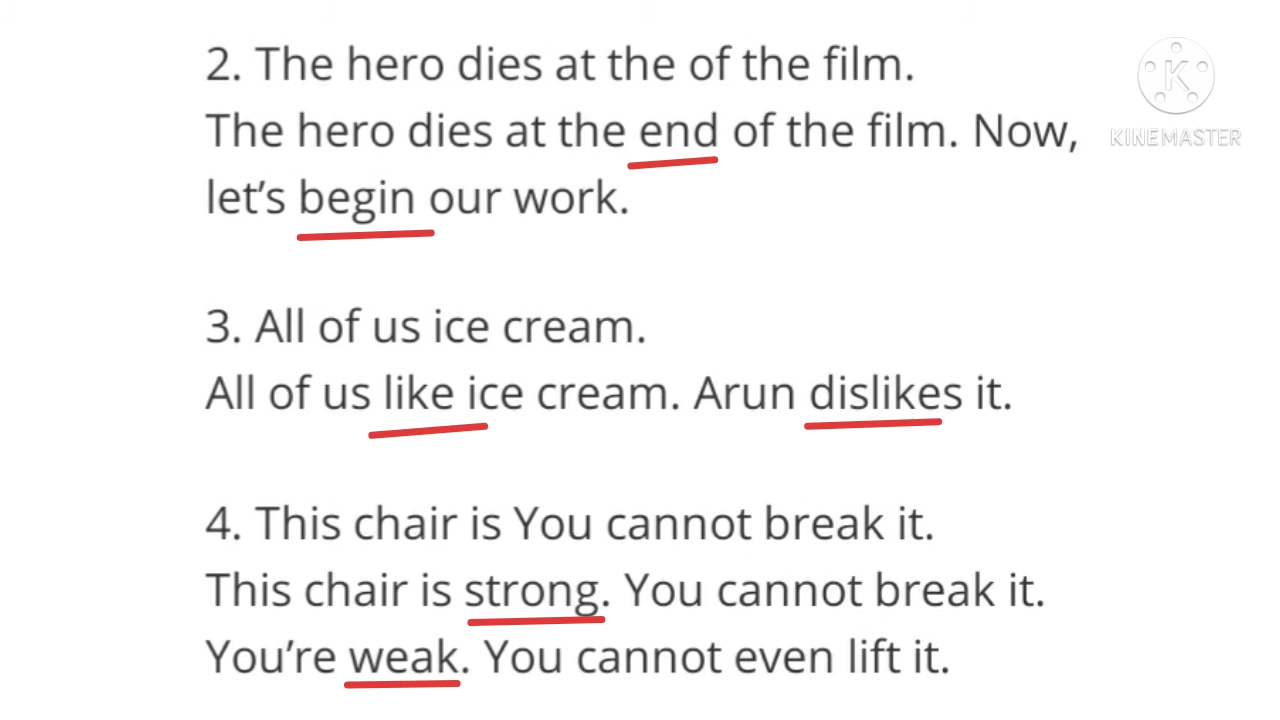 2. The hero dies at the of the film.
The hero dies at the end of the film. Now,
let’s begin our work.
3. All of us ice cream.
All of us like ice cream. Arun dislikes it.
4. This chair is You cannot break it.
This chair is strong. You cannot break it.
You’re weak. You cannot even lift it.
K
KINEMASTER